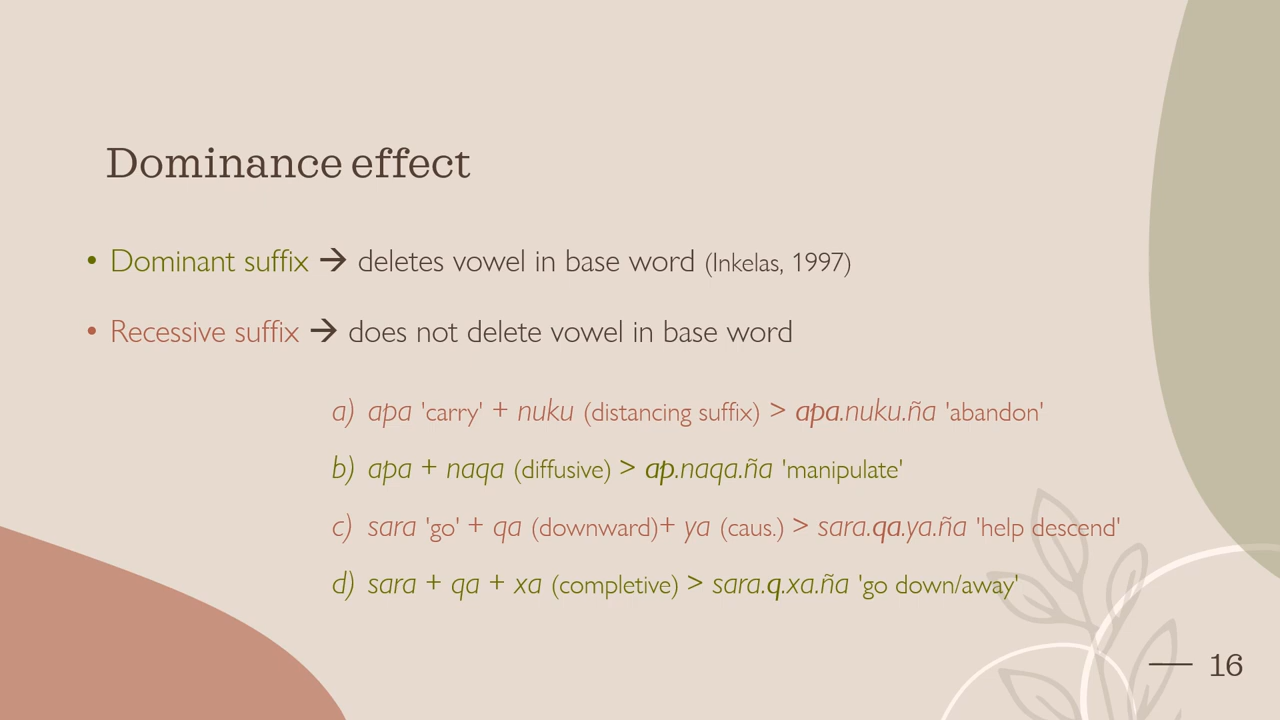 Dominance effect
• Dominant suffix → deletes vowel in base word (Inkelas, 1997)
• Recessive suffix → does not delete vowel in base word
a) apa 'carry' + nuku (distancing suffix) > apa.nuku.ña 'abandon'
b) apa + naqa (diffusive) > ap.naqa.ña 'manipulate'
c) sara 'go' + qa (downward)+ ya (caus.) > sara.qa.ya.ña 'help descend'
d) sara + qa + xa (completive) > sara.q.xa.ña 'go down/away'
16